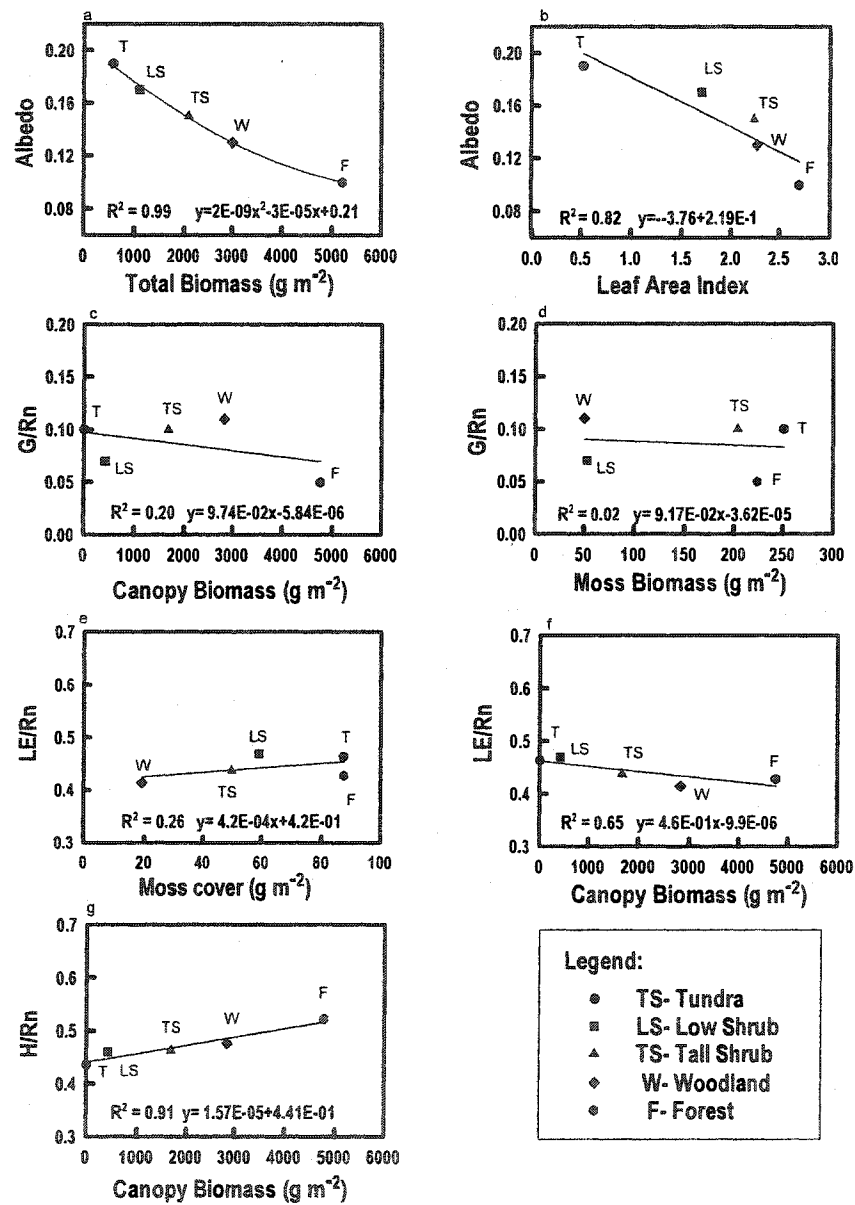 a
T
LS
TS
W
F
0.20
0.16
0.12
0.08
Albedo
R² = 0.99 y=2E-09x²-3E-05x+0.21
0 1000 2000 3000 4000 5000 6000
Total Biomass (g m⁻²)
b
T
LS
TS
W
F
0.20
0.16
0.12
0.08
Albedo
R² = 0.82 y=--3.76+2.19E-1
0.0 0.5 1.0 1.5 2.0 2.5 3.0
Leaf Area Index
c
0.20
0.15
0.10
0.05
0.00
G/Rn
T
LS
TS
W
F
R² = 0.20 y= 9.74E-02x-5.84E-06
0 1000 2000 3000 4000 5000 6000
Canopy Biomass (g m⁻²)
d
0.20
0.15
0.10
0.05
0.00
G/Rn
W
LS
TS
T
F
R² = 0.02 y= 9.17E-02x-3.62E-05
0 50 100 150 200 250 300
Moss Biomass (g m⁻²)
e
0.7
0.6
0.5
0.4
0.3
LE/Rn
W
TS
LS
T
F
R² = 0.26 y= 4.2E-04x+4.2E-01
0 20 40 60 80 100
Moss cover (g m⁻²)
f
0.7
0.6
0.5
0.4
0.3
LE/Rn
T
LS
TS
W
F
R² = 0.65 y= 4.6E-01x-9.9E-06
0 1000 2000 3000 4000 5000 6000
Canopy Biomass (g m⁻²)
g
0.7
0.6
0.5
0.4
0.3
H/Rn
T LS
TS
W
F
R² = 0.91 y= 1.57E-05+4.41E-01
0 1000 2000 3000 4000 5000 6000
Canopy Biomass (g m⁻²)
Legend:
TS- Tundra
LS- Low Shrub
TS- Tall Shrub
W- Woodland
F- Forest